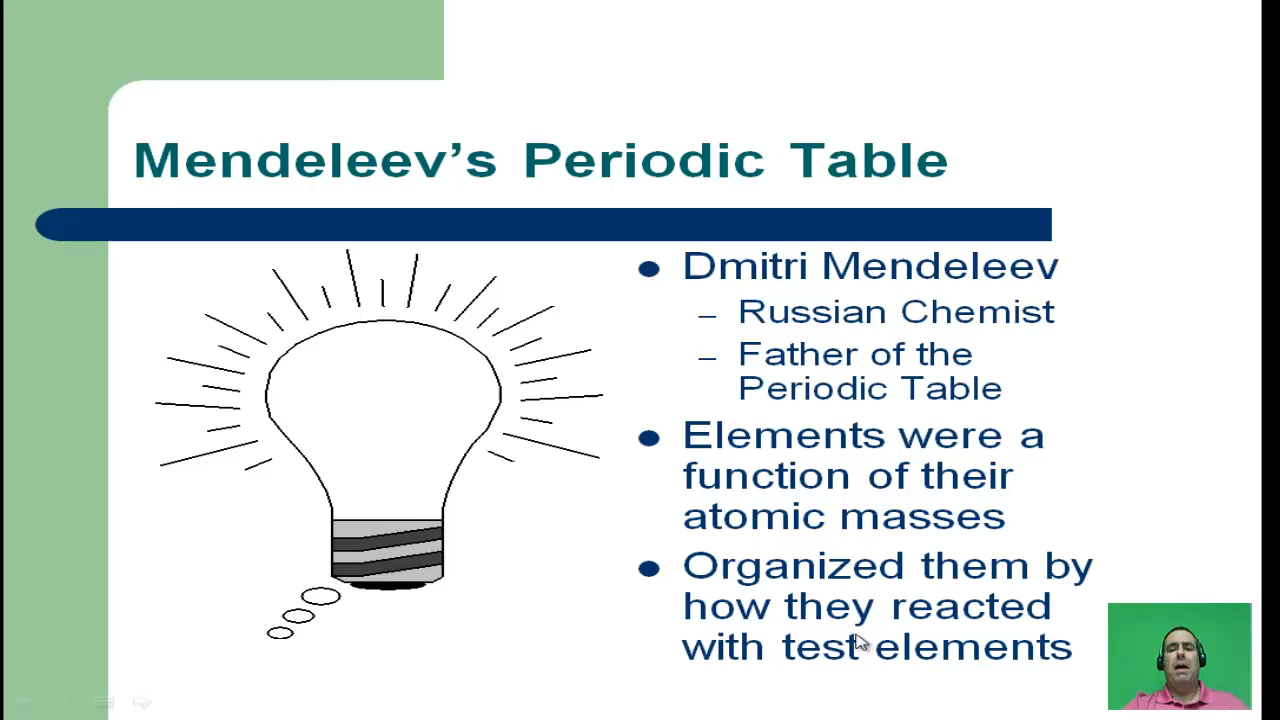 Mendeleev’s Periodic Table
Dmitri Mendeleev
– Russian Chemist
– Father of the
Periodic Table
Elements were a
function of their
atomic masses
Organized them by
how they reacted
with test elements